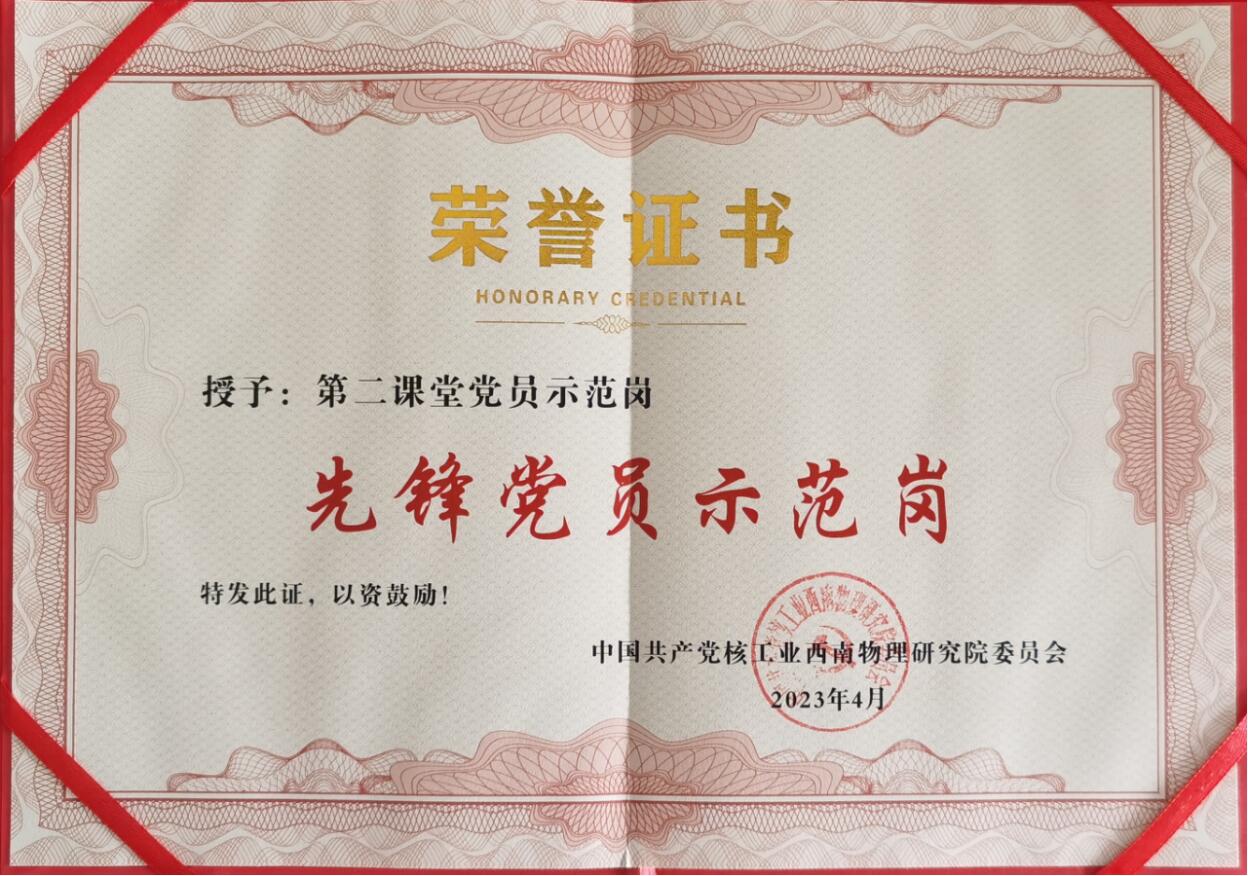 荣誉证书
HONORARY CREDENTIAL
授予：第二课堂党员示范岗
先锋党员示范岗
特发此证，以资鼓励！
中国共产党核工业西南物理研究院委员会
2023年4月